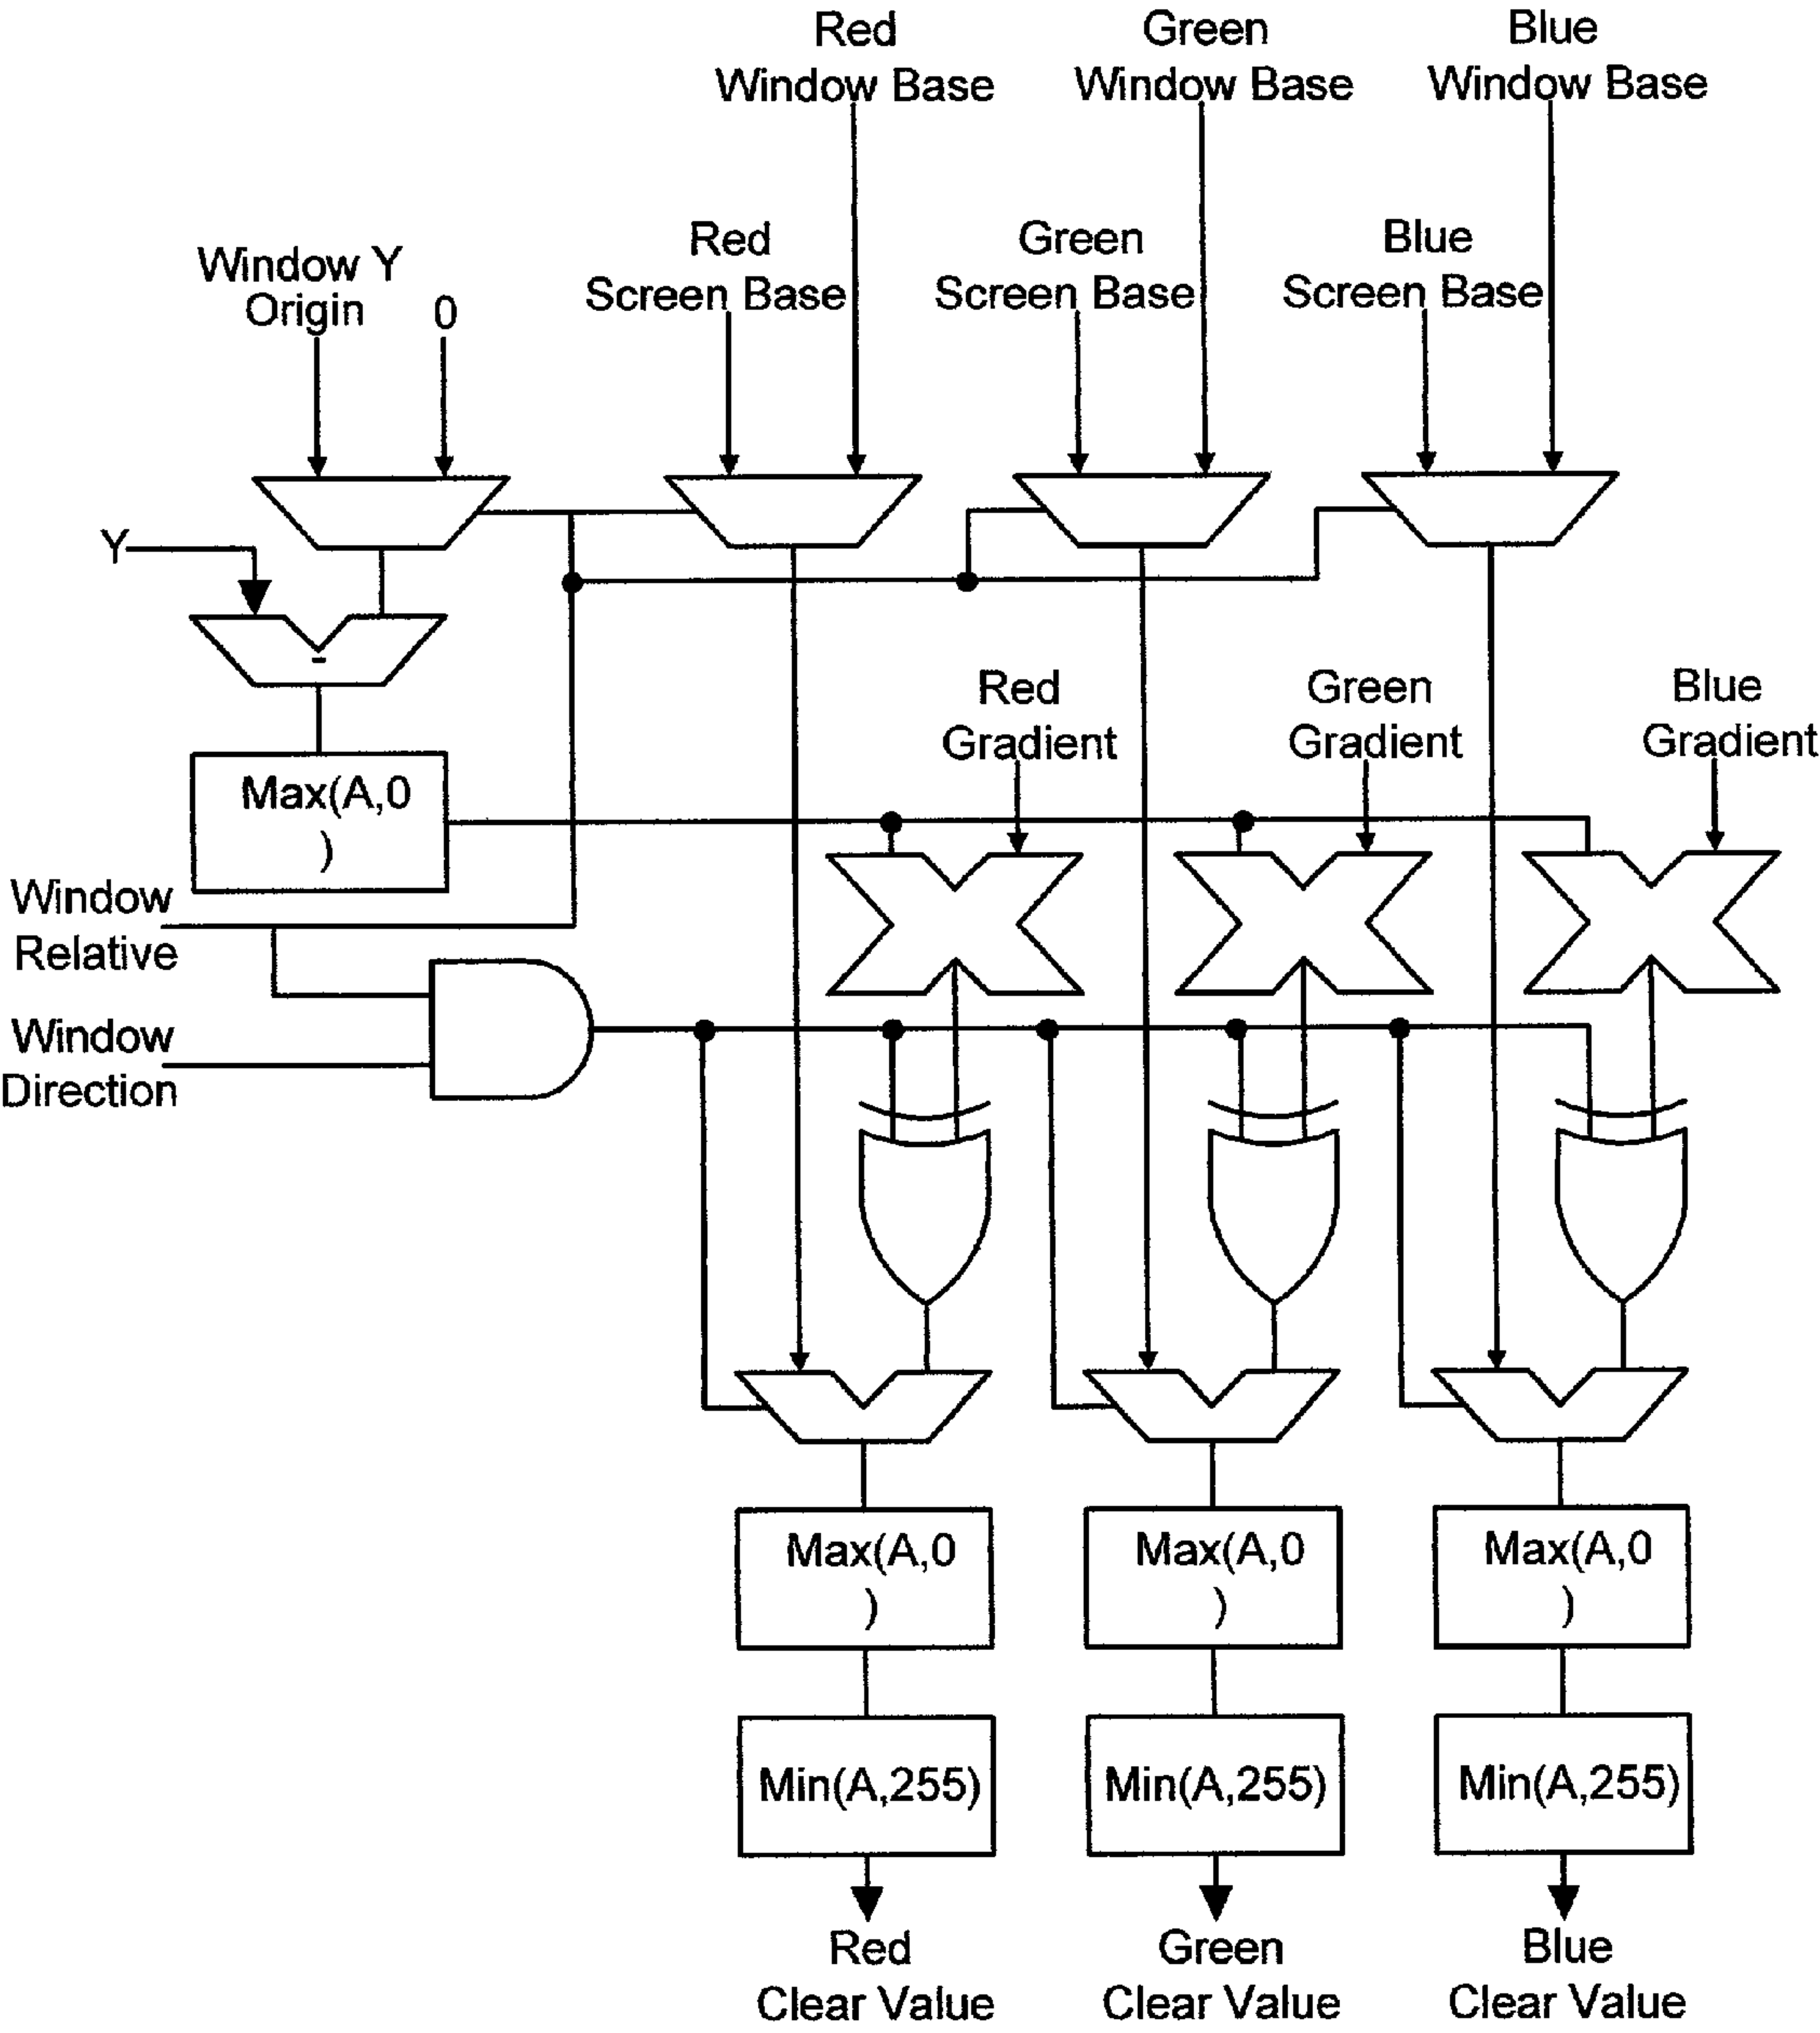 Red
Window Base
Green
Window Base
Blue
Window Base
Red
Screen Base
Green
Screen Base
Blue
Screen Base
Window Y
Origin
0
Y
-
Red
Gradient
Green
Gradient
Blue
Gradient
Max(A,0
)
Window
Relative
Window
Direction
Max(A,0
)
Max(A,0
)
Max(A,0
)
Min(A,255)
Min(A,255)
Min(A,255)
Red
Clear Value
Green
Clear Value
Blue
Clear Value